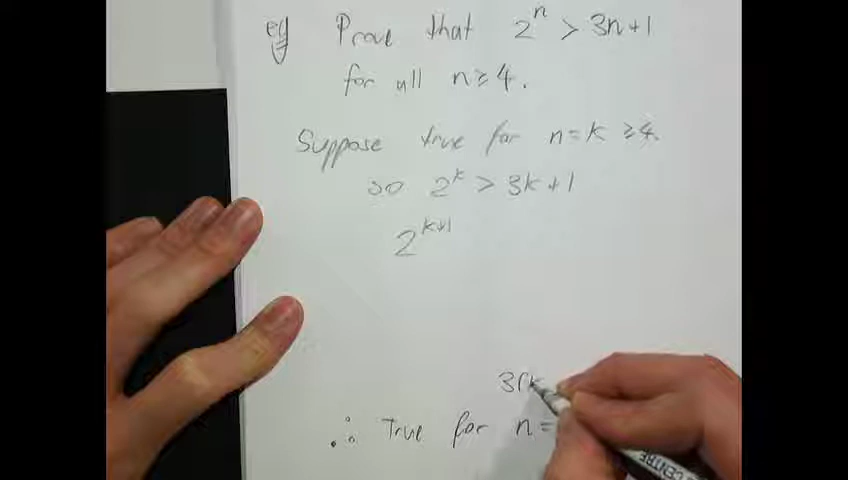 eg Prove that 2^n > 3n+1
for all n ≥ 4.
Suppose true for n = k ≥ 4.
so 2^k > 3k+1
2^{k+1}
3(k
∴ True for n =
CENTRE